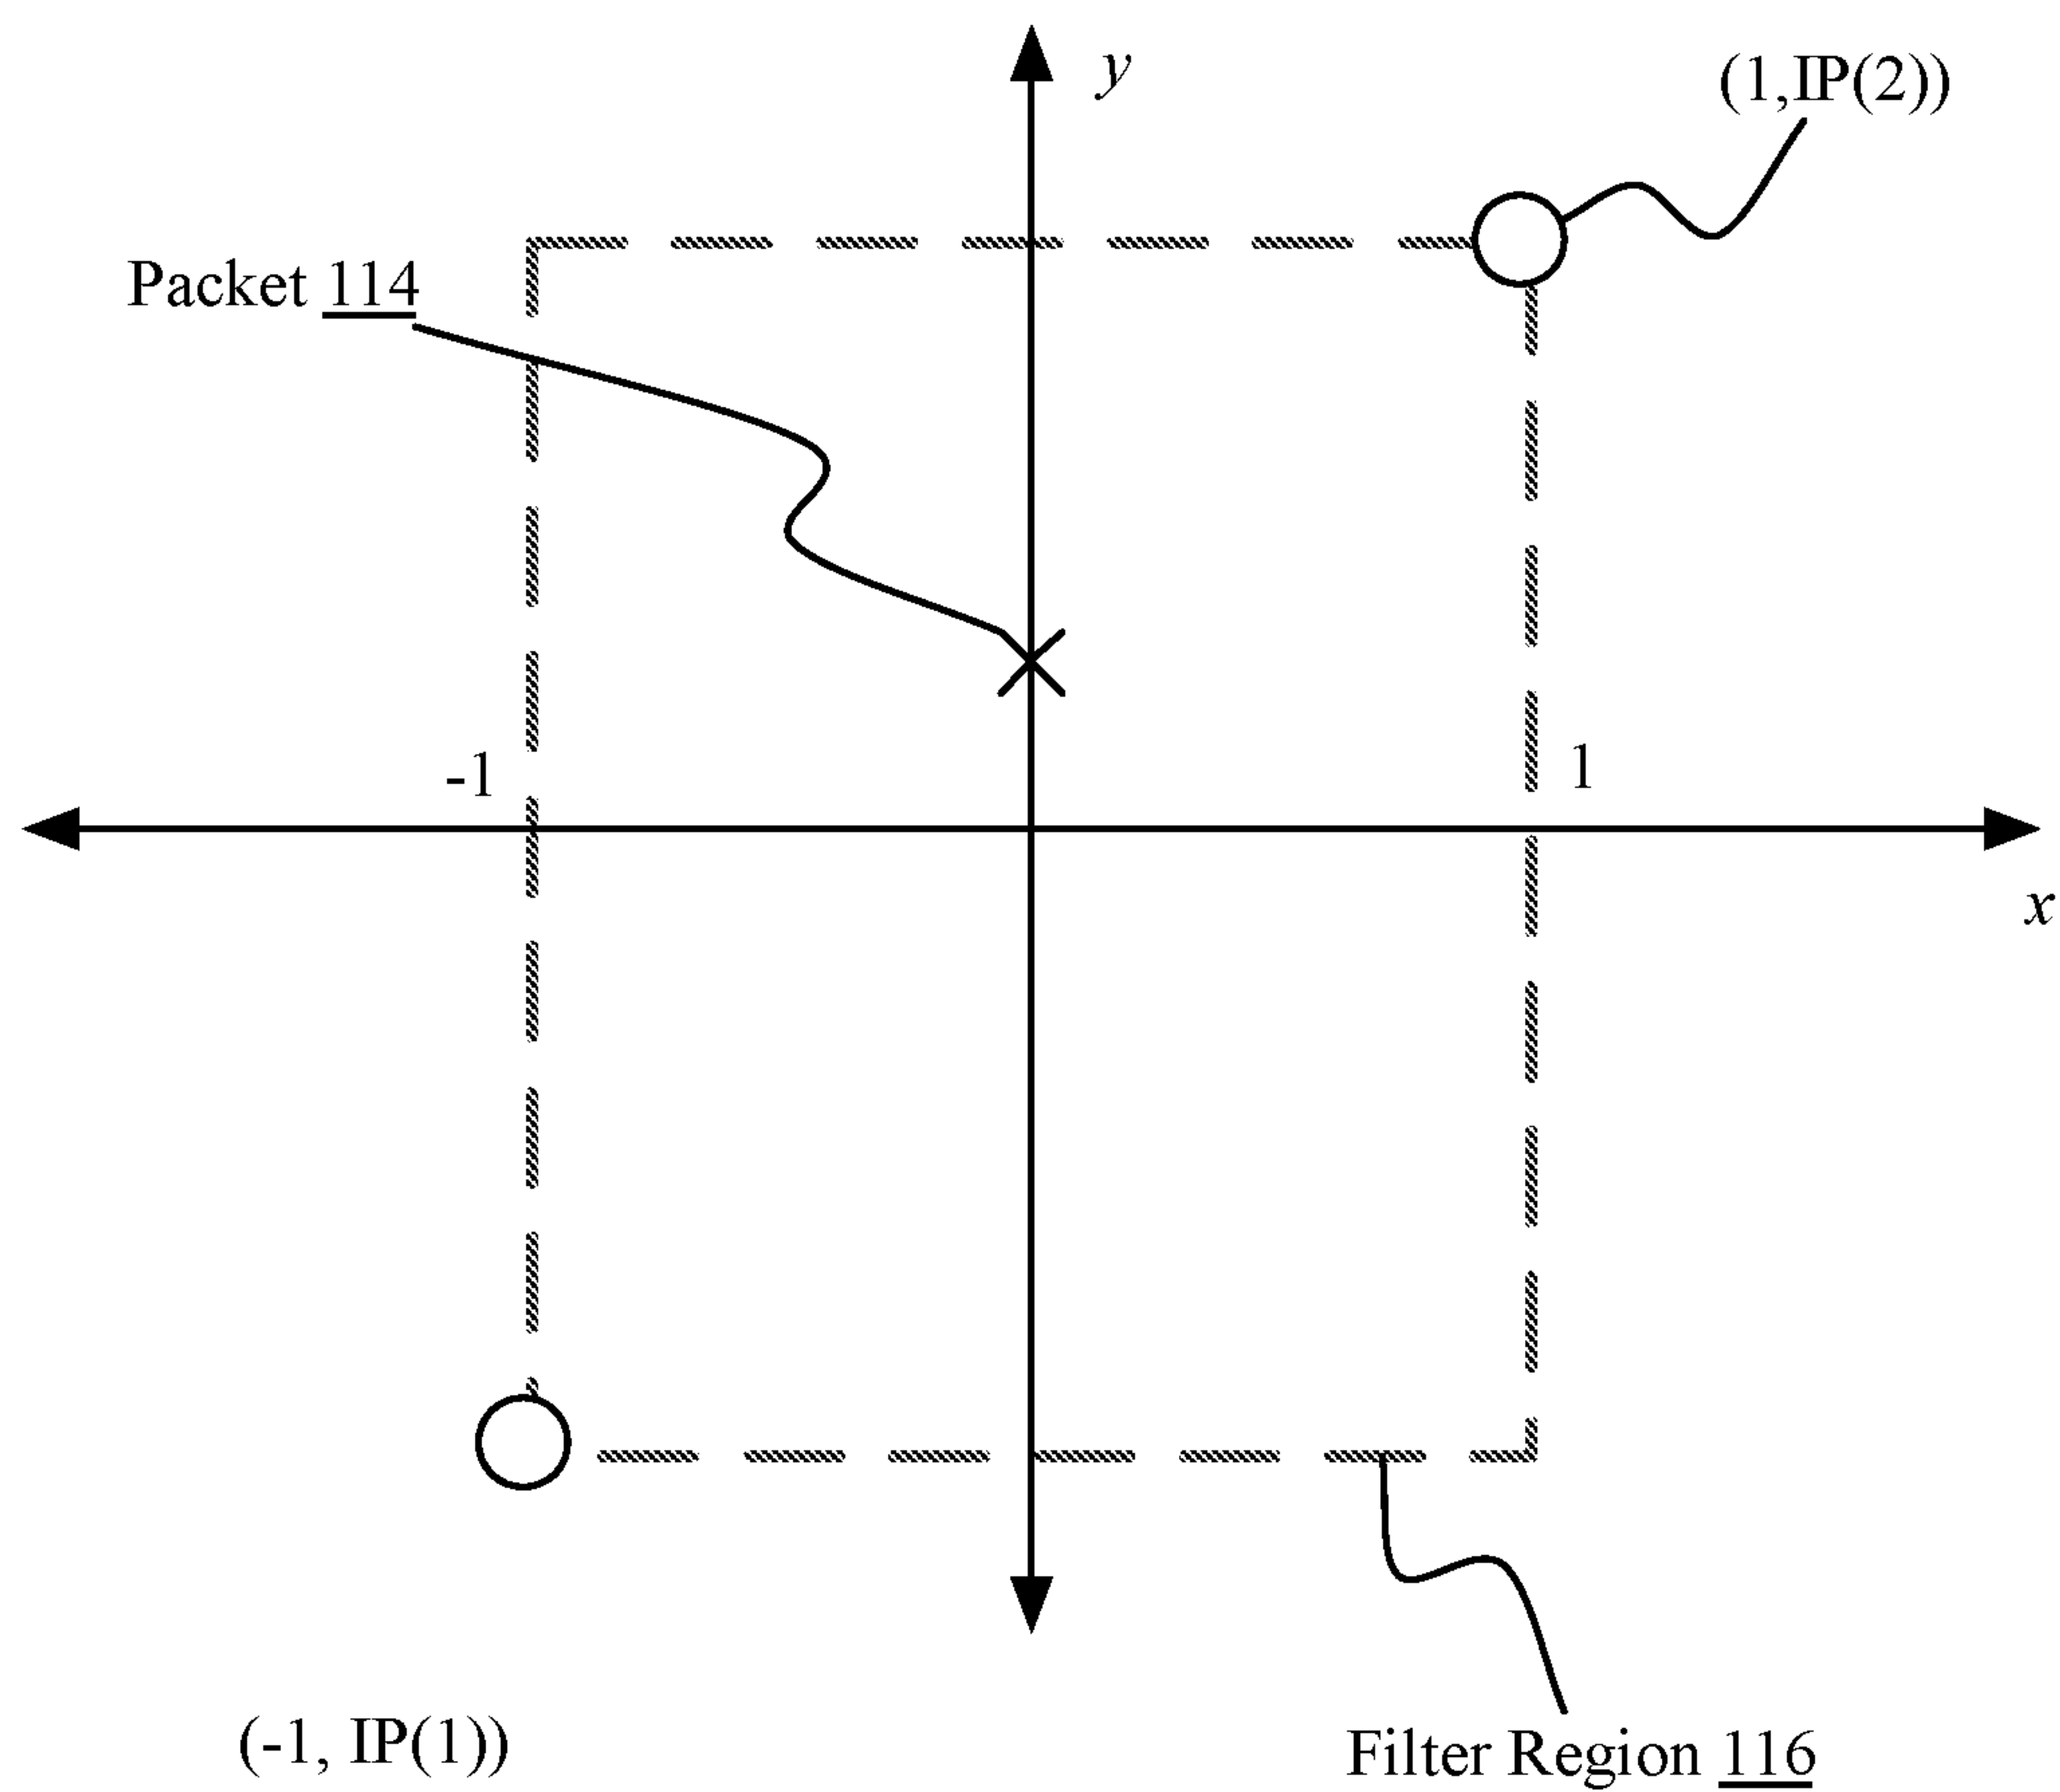 y
(1,IP(2))
Packet 114
-1
1
x
(-1, IP(1))
Filter Region 116